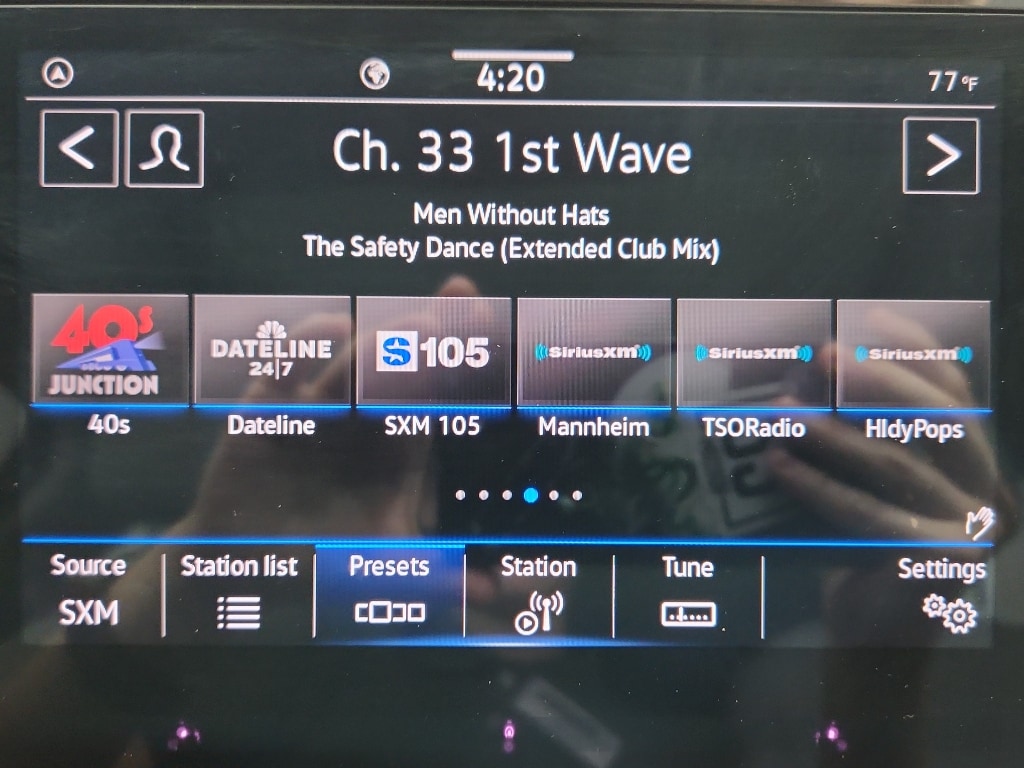 4:20
77°F
Ch. 33 1st Wave
Men Without Hats
The Safety Dance (Extended Club Mix)
40s
JUNCTION
DATELINE
24|7
S 105
((SiriusXM))
((SiriusXM))
((SiriusXM))
40s
Dateline
SXM 105
Mannheim
TSORadio
HldyPops
Source
SXM
Station list
Presets
Station
Tune
Settings